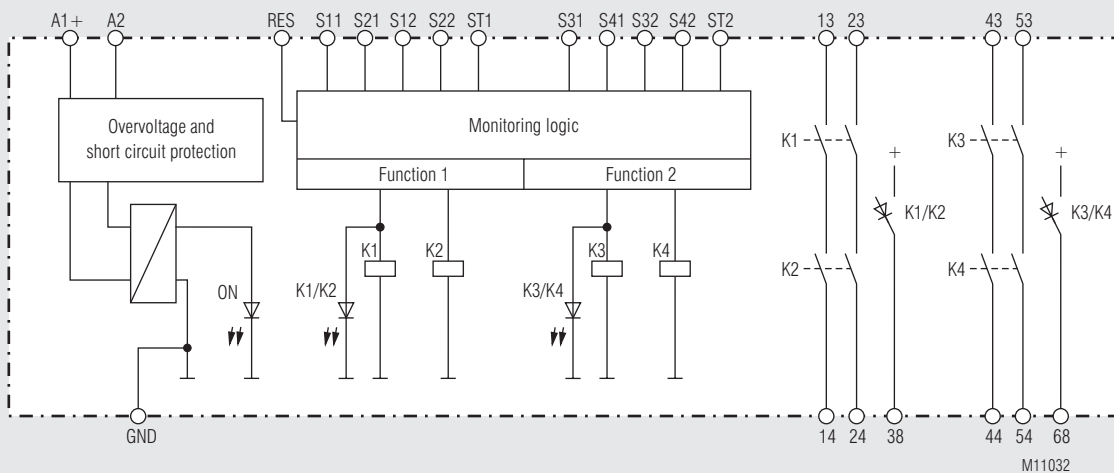 A1+ A2 RES S11 S21 S12 S22 ST1 S31 S41 S32 S42 ST2 13 23 43 53
Overvoltage and
short circuit protection
Monitoring logic
Function 1 Function 2
K1 K3
+ +
K1/K2 K3/K4
K1 K2 K3 K4
K2 K4
ON K1/K2 K3/K4
GND 14 24 38 44 54 68
M11032